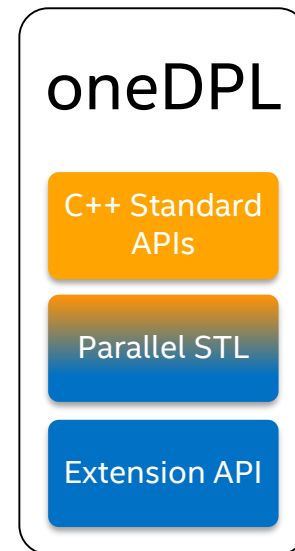 oneDPL
C++ Standard
APIs
Parallel STL
Extension API